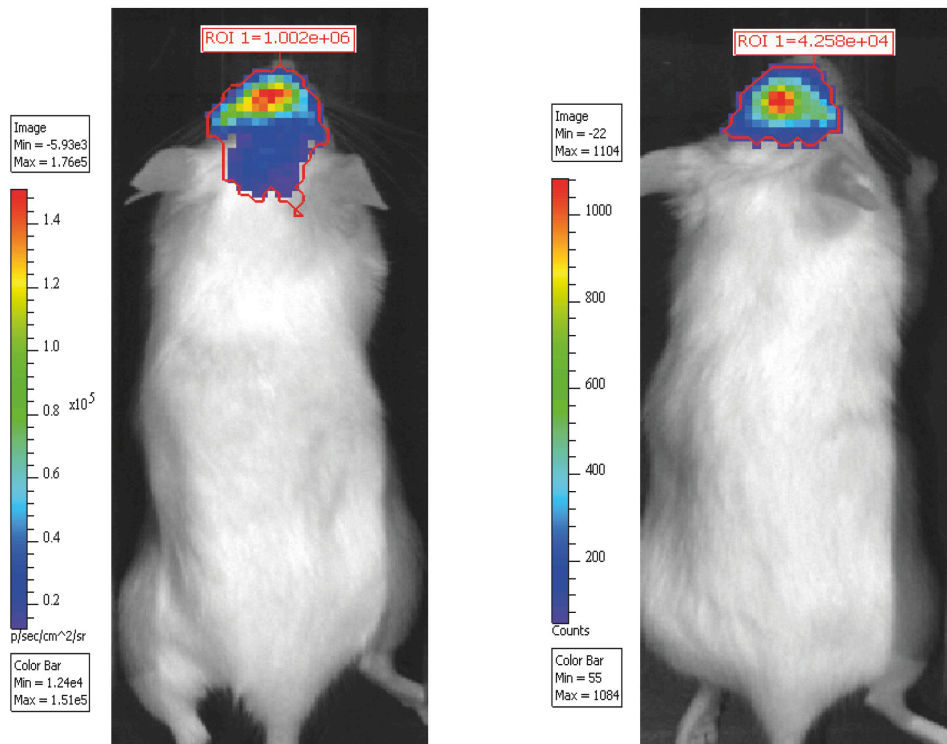 ROI 1=1.002e+06
Image
Min = -5.93e3
Max = 1.76e5
1.4
1.2
1.0
0.8
x10^5
0.6
0.4
0.2
p/sec/cm^2/sr
Color Bar
Min = 1.24e4
Max = 1.51e5
ROI 1=4.258e+04
Image
Min = -22
Max = 1104
1000
800
600
400
200
Counts
Color Bar
Min = 55
Max = 1084